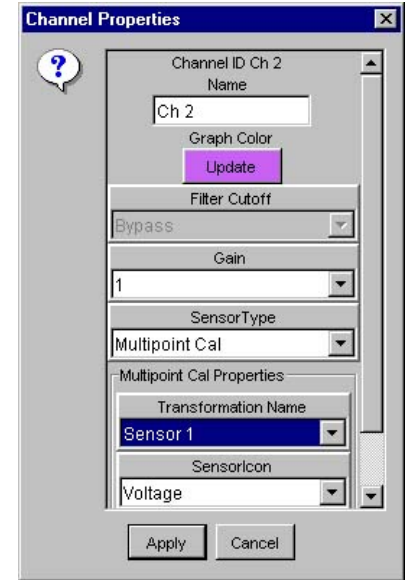 Channel Properties
Channel ID Ch 2
Name
Ch 2
Graph Color
Update
Filter Cutoff
Bypass
Gain
1
SensorType
Multipoint Cal
Multipoint Cal Properties
Transformation Name
Sensor 1
SensorIcon
Voltage
Apply Cancel